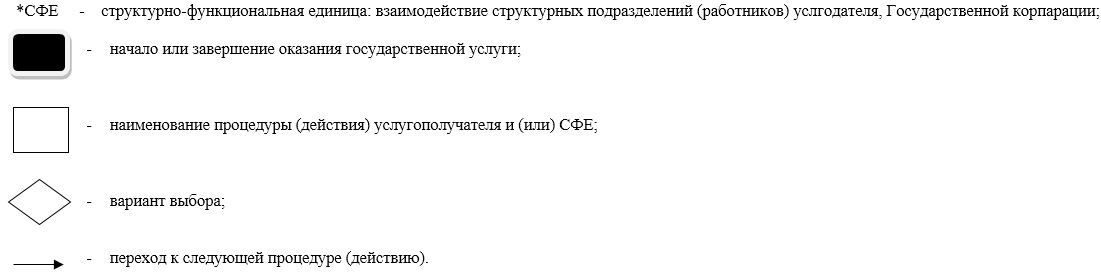 *СФЕ - структурно-функциональная единица: взаимодействие структурных подразделений (работников) услгодателя, Государственной корпарации;
- начало или завершение оказания государственной услуги;
- наименование процедуры (действия) услугополучателя и (или) СФЕ;
- вариант выбора;
- переход к следующей процедуре (действию).